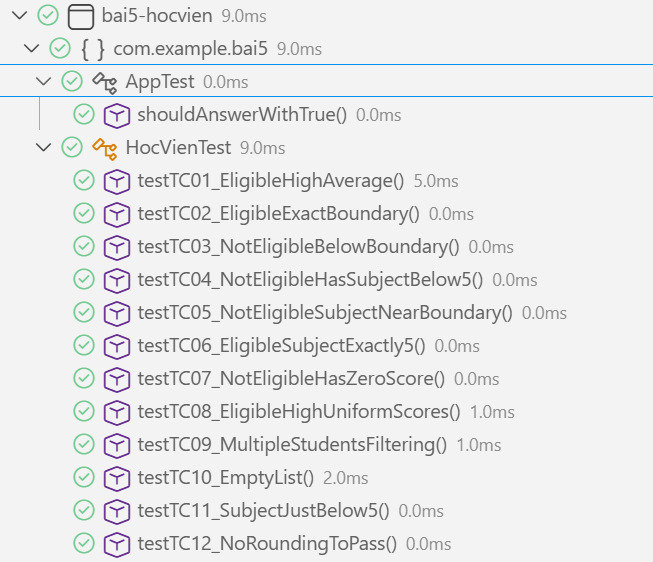 bai5-hocvien 9.0ms
{ } com.example.bai5 9.0ms
AppTest 0.0ms
shouldAnswerWithTrue() 0.0ms
HocVienTest 9.0ms
testTC01_EligibleHighAverage() 5.0ms
testTC02_EligibleExactBoundary() 0.0ms
testTC03_NotEligibleBelowBoundary() 0.0ms
testTC04_NotEligibleHasSubjectBelow5() 0.0ms
testTC05_NotEligibleSubjectNearBoundary() 0.0ms
testTC06_EligibleSubjectExactly5() 0.0ms
testTC07_NotEligibleHasZeroScore() 0.0ms
testTC08_EligibleHighUniformScores() 1.0ms
testTC09_MultipleStudentsFiltering() 1.0ms
testTC10_EmptyList() 2.0ms
testTC11_SubjectJustBelow5() 0.0ms
testTC12_NoRoundingToPass() 0.0ms